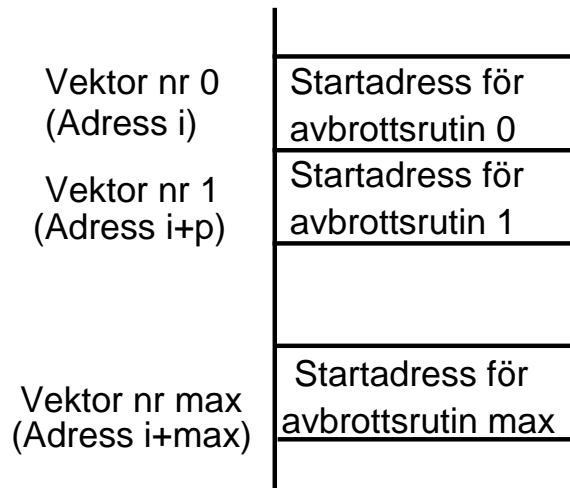 Vektor nr 0
(Adress i)
Startadress för
avbrottsrutin 0
Vektor nr 1
(Adress i+p)
Startadress för
avbrottsrutin 1
Vektor nr max
(Adress i+max)
Startadress för
avbrottsrutin max